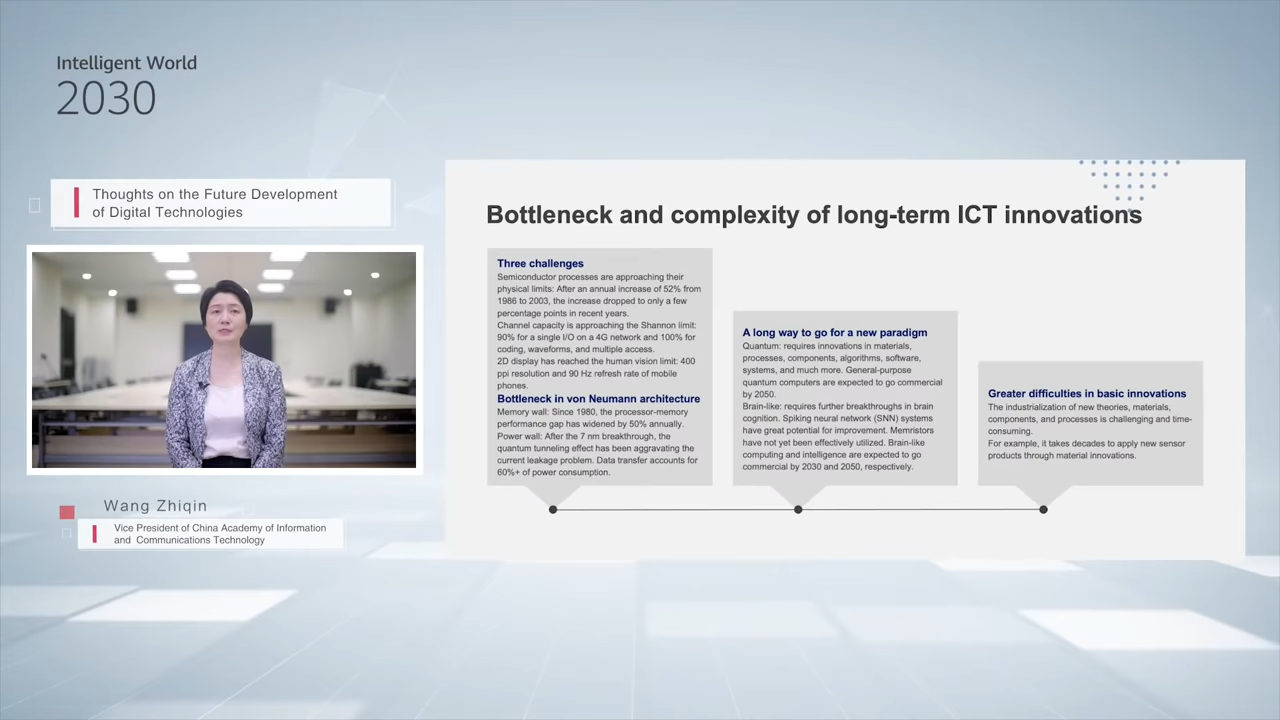 Intelligent World
2030
Thoughts on the Future Development
of Digital Technologies
Wang Zhiqin
Vice President of China Academy of Information
and Communications Technology
Bottleneck and complexity of long-term ICT innovations
Three challenges
Semiconductor processes are approaching their
physical limits: After an annual increase of 52% from
1986 to 2003, the increase dropped to only a few
percentage points in recent years.
Channel capacity is approaching the Shannon limit:
90% for a single I/O on a 4G network and 100% for
coding, waveforms, and multiple access.
2D display has reached the human vision limit: 400
ppi resolution and 90 Hz refresh rate of mobile
phones.
Bottleneck in von Neumann architecture
Memory wall: Since 1980, the processor-memory
performance gap has widened by 50% annually.
Power wall: After the 7 nm breakthrough, the
quantum tunneling effect has been aggravating the
current leakage problem. Data transfer accounts for
60%+ of power consumption.
A long way to go for a new paradigm
Quantum: requires innovations in materials,
processes, components, algorithms, software,
systems, and much more. General-purpose
quantum computers are expected to go commercial
by 2050.
Brain-like: requires further breakthroughs in brain
cognition. Spiking neural network (SNN) systems
have great potential for improvement. Memristors
have not yet been effectively utilized. Brain-like
computing and intelligence are expected to go
commercial by 2030 and 2050, respectively.
Greater difficulties in basic innovations
The industrialization of new theories, materials,
components, and processes is challenging and time-
consuming.
For example, it takes decades to apply new sensor
products through material innovations.